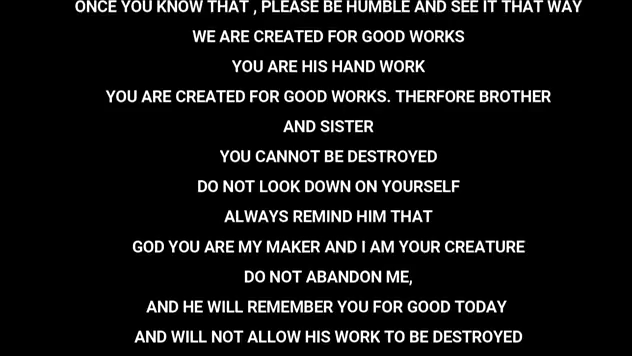 ONCE YOU KNOW THAT , PLEASE BE HUMBLE AND SEE IT THAT WAY
WE ARE CREATED FOR GOOD WORKS
YOU ARE HIS HAND WORK
YOU ARE CREATED FOR GOOD WORKS. THERFORE BROTHER
AND SISTER
YOU CANNOT BE DESTROYED
DO NOT LOOK DOWN ON YOURSELF
ALWAYS REMIND HIM THAT
GOD YOU ARE MY MAKER AND I AM YOUR CREATURE
DO NOT ABANDON ME,
AND HE WILL REMEMBER YOU FOR GOOD TODAY
AND WILL NOT ALLOW HIS WORK TO BE DESTROYED